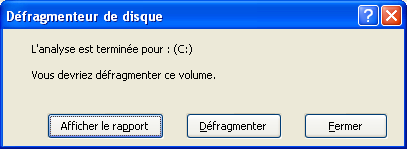 Défragmenteur de disque
L'analyse est terminée pour : (C:)
Vous devriez défragmenter ce volume.
Afficher le rapport Défragmenter Fermer